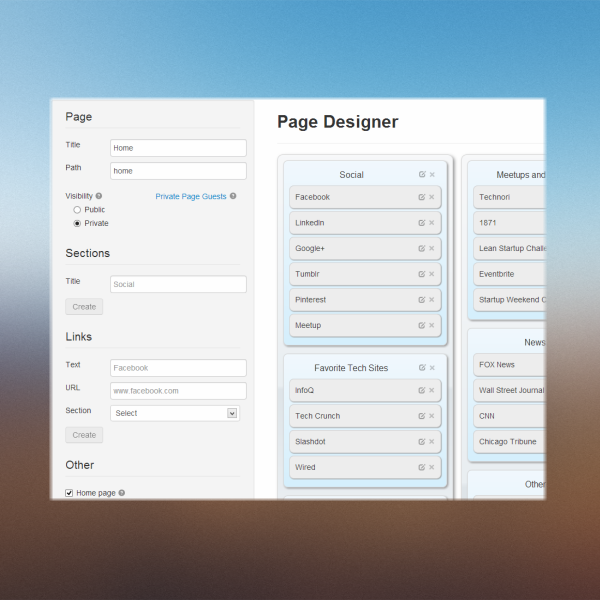 Page
Title
Home
Path
home
Visibility
Private Page Guests
Public
Private
Sections
Title
Social
Create
Links
Text
Facebook
URL
www.facebook.com
Section
Select
Create
Other
Home page
Page Designer
Social
Facebook
LinkedIn
Google+
Tumblr
Pinterest
Meetup
Favorite Tech Sites
InfoQ
Tech Crunch
Slashdot
Wired
Meetups and
Technori
1871
Lean Startup Challe
Eventbrite
Startup Weekend C
News
FOX News
Wall Street Journal
CNN
Chicago Tribune
Other